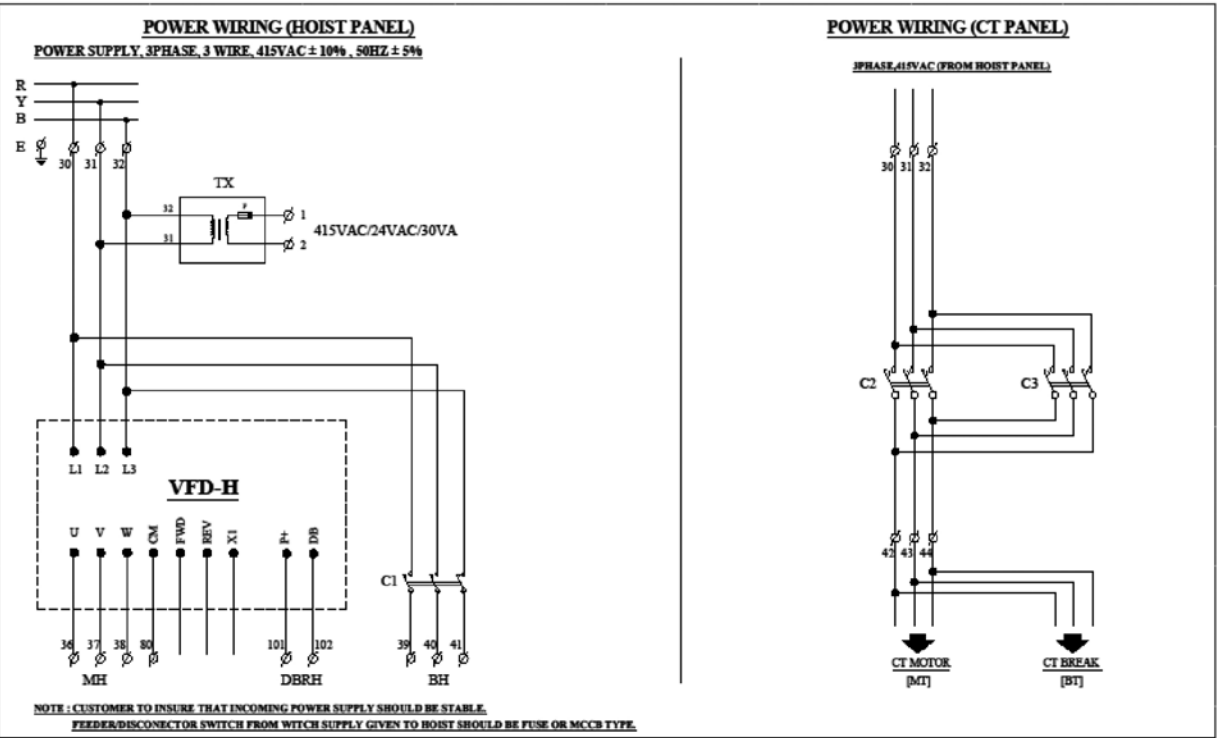 POWER WIRING (HOIST PANEL)
POWER SUPPLY, 3PHASE, 3 WIRE, 415VAC ± 10% , 50HZ ± 5%
R
Y
B
E
30 31 32
TX
32
F
1
31
2
415VAC/24VAC/30VA
L1 L2 L3
VFD-H
U V W CM FWD REV X1 P+ DB
C1
36 37 38 80 101 102 39 40 41
MH DBRH BH
NOTE : CUSTOMER TO INSURE THAT INCOMING POWER SUPPLY SHOULD BE STABLE.
FEEDER/DISCONECTOR SWITCH FROM WITCH SUPPLY GIVEN TO HOIST SHOULD BE FUSE OR MCCB TYPE.
POWER WIRING (CT PANEL)
3PHASE,415VAC (FROM HOIST PANEL)
30 31 32
C2 C3
42 43 44
CT MOTOR
[MT]
CT BREAK
[BT]